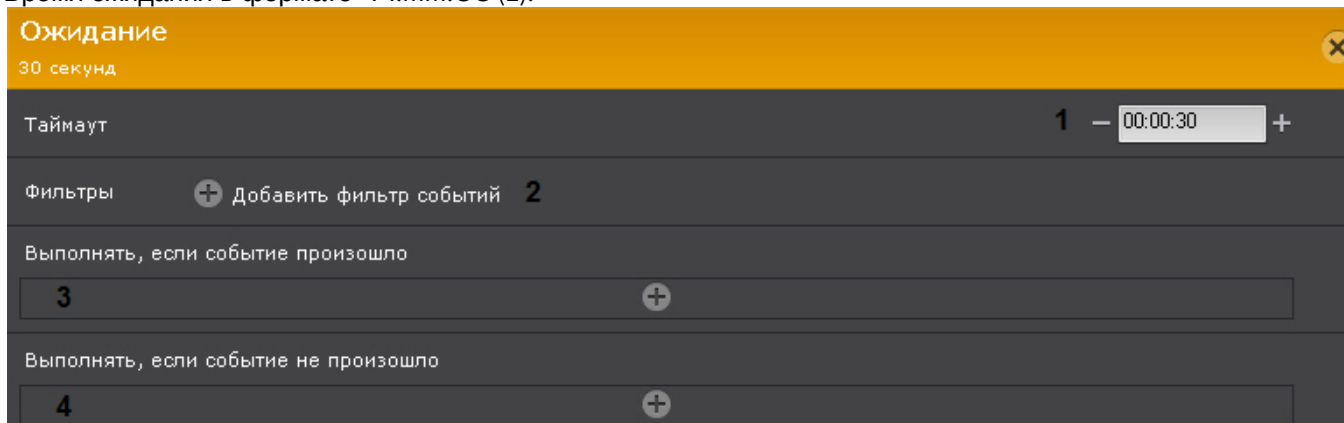 Ожидание
30 секунд
Таймаут 1 – 00:00:30 +
Фильтры Добавить фильтр событий 2
Выполнять, если событие произошло
3
Выполнять, если событие не произошло
4